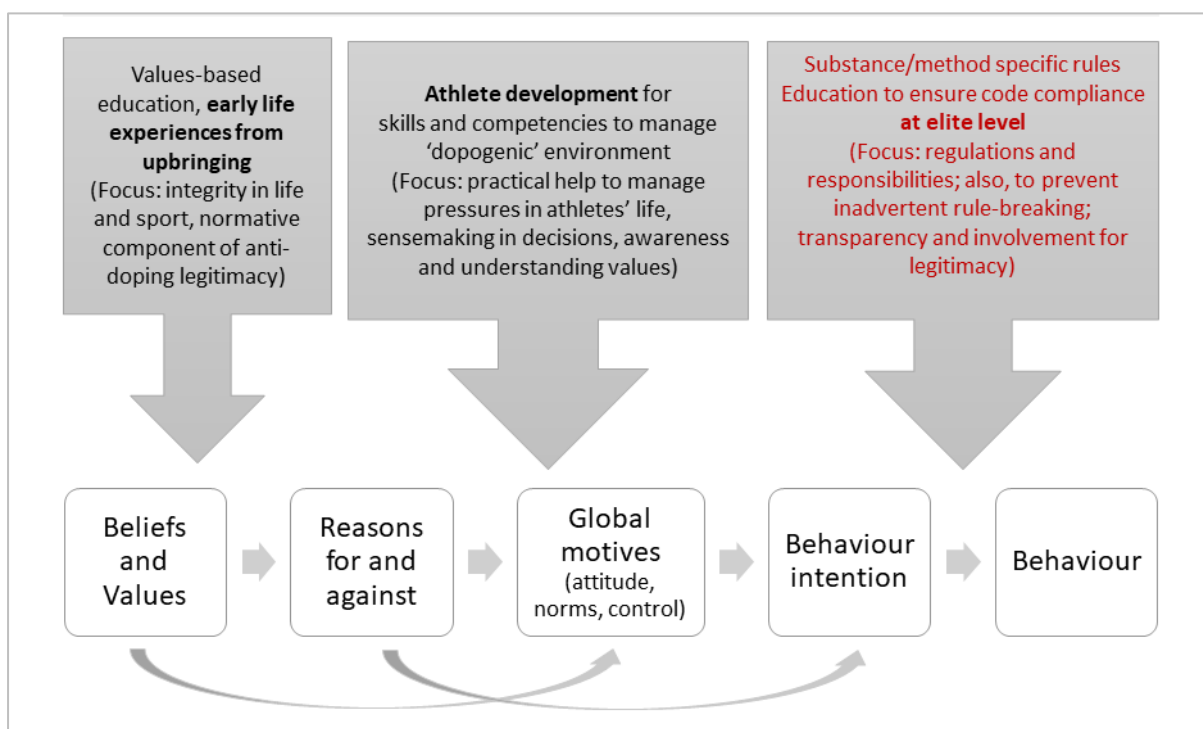 Values-based
education, early life
experiences from
upbringing
(Focus: integrity in life
and sport, normative
component of anti-
doping legitimacy)
Athlete development for
skills and competencies to manage
‘dopogenic’ environment
(Focus: practical help to manage
pressures in athletes’ life,
sensemaking in decisions, awareness
and understanding values)
Substance/method specific rules
Education to ensure code compliance
at elite level
(Focus: regulations and
responsibilities; also, to prevent
inadvertent rule-breaking;
transparency and involvement for
legitimacy)
Beliefs
and
Values
Reasons
for and
against
Global
motives
(attitude,
norms, control)
Behaviour
intention
Behaviour